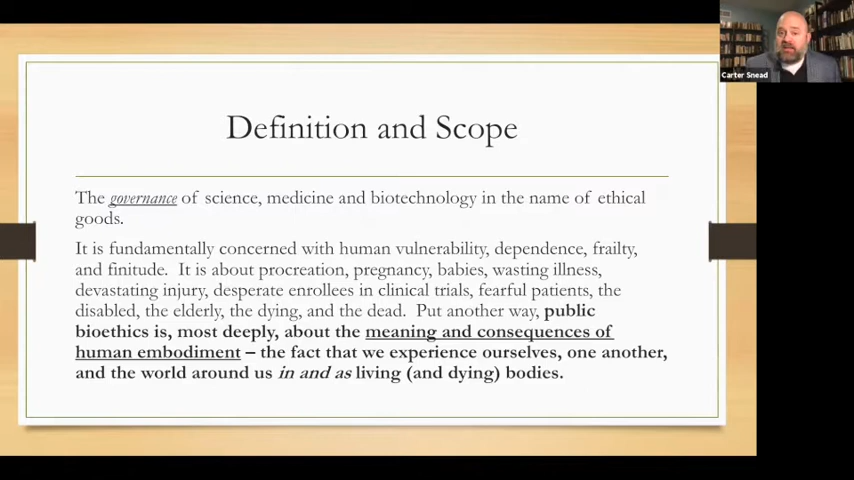 Definition and Scope
The governance of science, medicine and biotechnology in the name of ethical
goods.
It is fundamentally concerned with human vulnerability, dependence, frailty,
and finitude. It is about procreation, pregnancy, babies, wasting illness,
devastating injury, desperate enrollees in clinical trials, fearful patients, the
disabled, the elderly, the dying, and the dead. Put another way, public
bioethics is, most deeply, about the meaning and consequences of
human embodiment – the fact that we experience ourselves, one another,
and the world around us in and as living (and dying) bodies.
Carter Snead